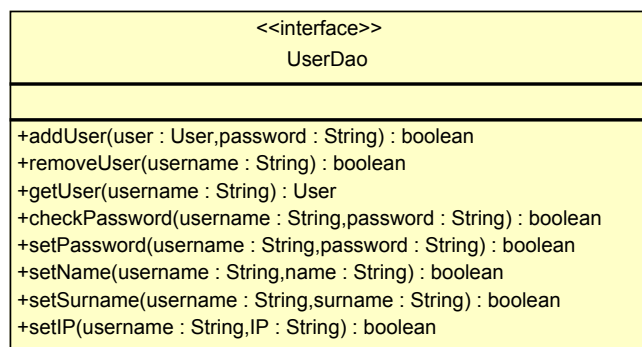 <<interface>>
UserDao
+addUser(user : User,password : String) : boolean
+removeUser(username : String) : boolean
+getUser(username : String) : User
+checkPassword(username : String,password : String) : boolean
+setPassword(username : String,password : String) : boolean
+setName(username : String,name : String) : boolean
+setSurname(username : String,surname : String) : boolean
+setIP(username : String,IP : String) : boolean